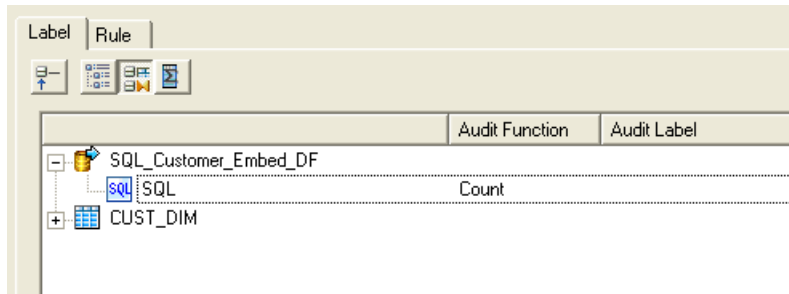 Label Rule
Audit Function Audit Label
SQL_Customer_Embed_DF
SQL SQL Count
CUST_DIM